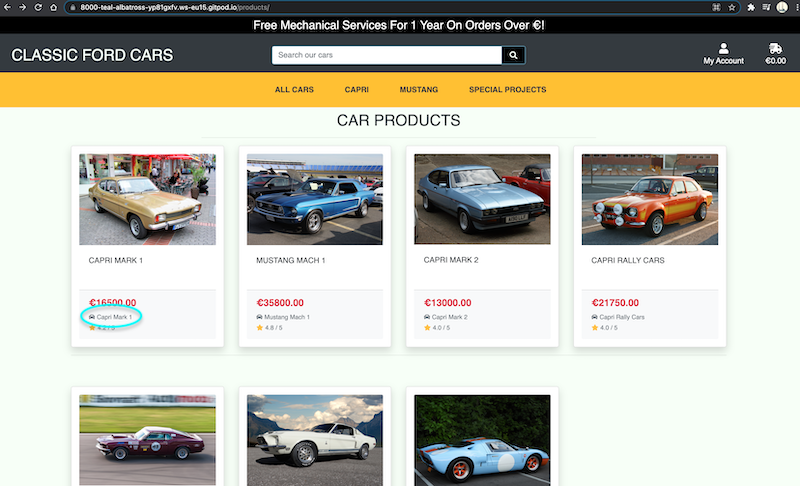 8000-teal-albatross-yp81gxfv.ws-eu15.gitpod.io/products/
Free Mechanical Services For 1 Year On Orders Over €!
CLASSIC FORD CARS
Search our cars
My Account
€0.00
ALL CARS
CAPRI
MUSTANG
SPECIAL PROJECTS
CAR PRODUCTS
CAPRI MARK 1
MUSTANG MACH 1
CAPRI MARK 2
CAPRI RALLY CARS
€16500.00
€35800.00
€13000.00
€21750.00
Capri Mark 1
Mustang Mach 1
Capri Mark 2
Capri Rally Cars
4.2 / 5
4.8 / 5
4.0 / 5
4.0 / 5